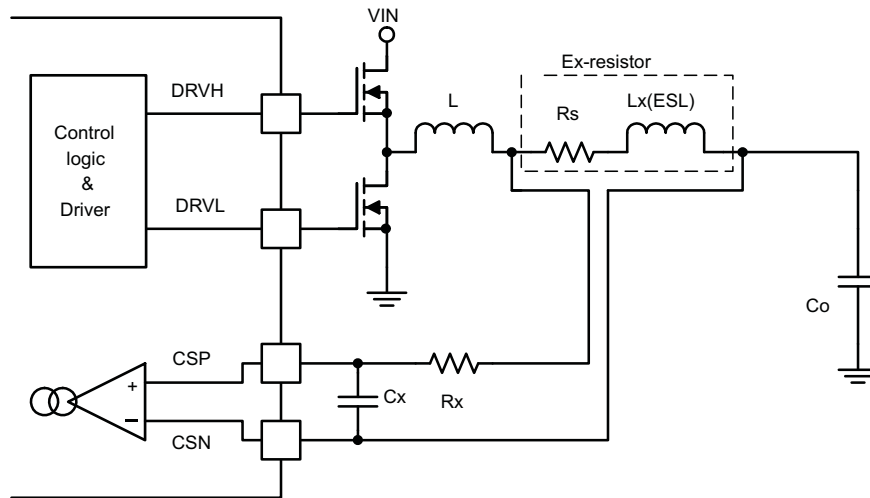 VIN
Ex-resistor
DRVH
L
Rs
Lx(ESL)
Control
logic
&
Driver
DRVL
Co
CSP
+
Cx
Rx
−
CSN